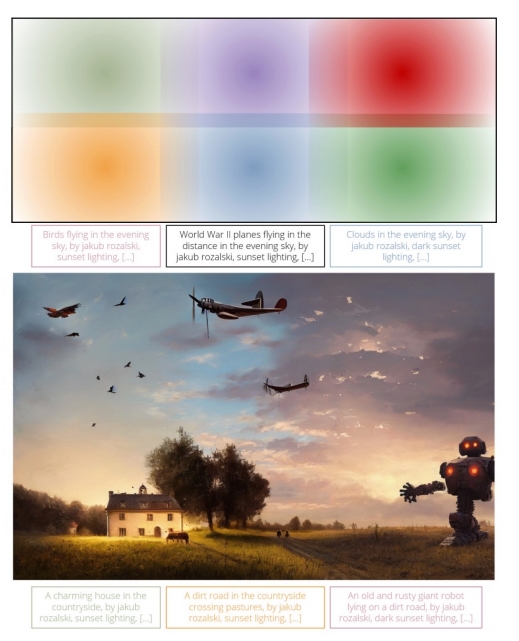 Birds flying in the evening
sky, by jakub rozalski,
sunset lighting, [...]
World War II planes flying in the
distance in the evening sky, by
jakub rozalski, sunset lighting, [...]
Clouds in the evening sky, by
jakub rozalski, dark sunset
lighting, [...]
A charming house in the
countryside, by jakub
rozalski, sunset lighting, [...]
A dirt road in the countryside
crossing pastures, by jakub
rozalski, sunset lighting, [...]
An old and rusty giant robot
lying on a dirt road, by jakub
rozalski, dark sunset lighting, [...]